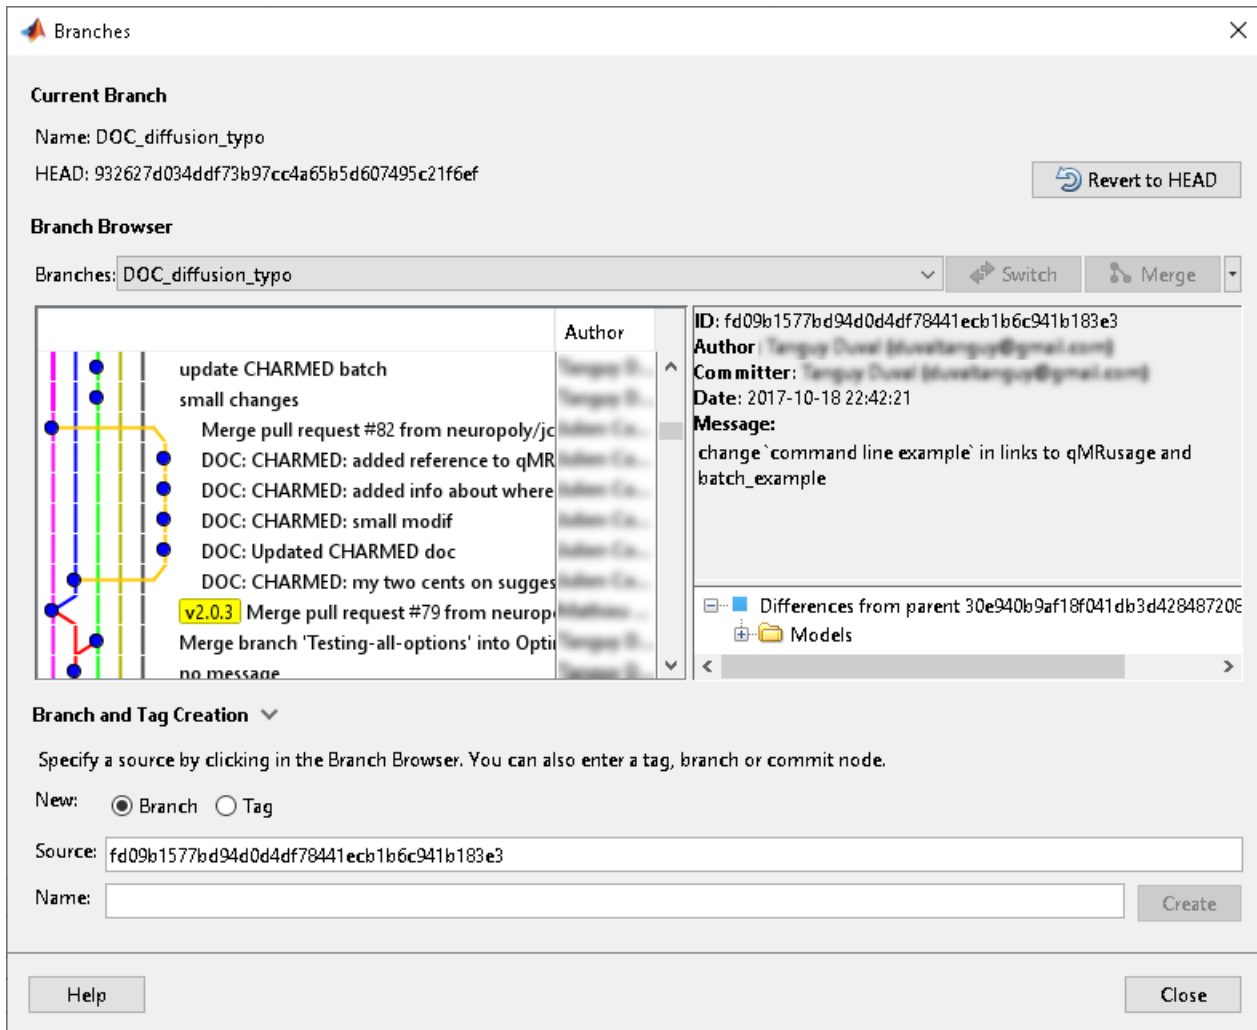 Branches
Current Branch
Name: DOC_diffusion_typo
HEAD: 932627d034ddf73b97cc4a65b5d607495c21f6ef
Revert to HEAD
Branch Browser
Branches: DOC_diffusion_typo
Switch
Merge
Author
update CHARMED batch
small changes
Merge pull request #82 from neuropoly/jc
DOC: CHARMED: added reference to qMR
DOC: CHARMED: added info about where
DOC: CHARMED: small modif
DOC: Updated CHARMED doc
DOC: CHARMED: my two cents on sugges
v2.0.3 Merge pull request #79 from neurop
Merge branch 'Testing-all-options' into Opti
no message
ID: fd09b1577bd94d0d4df78441ecb1b6c941b183e3
Author:
Committer:
Date: 2017-10-18 22:42:21
Message:
change `command line example` in links to qMRusage and
batch_example
Differences from parent 30e940b9af18f041db3d428487208
Models
Branch and Tag Creation
Specify a source by clicking in the Branch Browser. You can also enter a tag, branch or commit node.
New: Branch Tag
Source: fd09b1577bd94d0d4df78441ecb1b6c941b183e3
Name:
Create
Help
Close